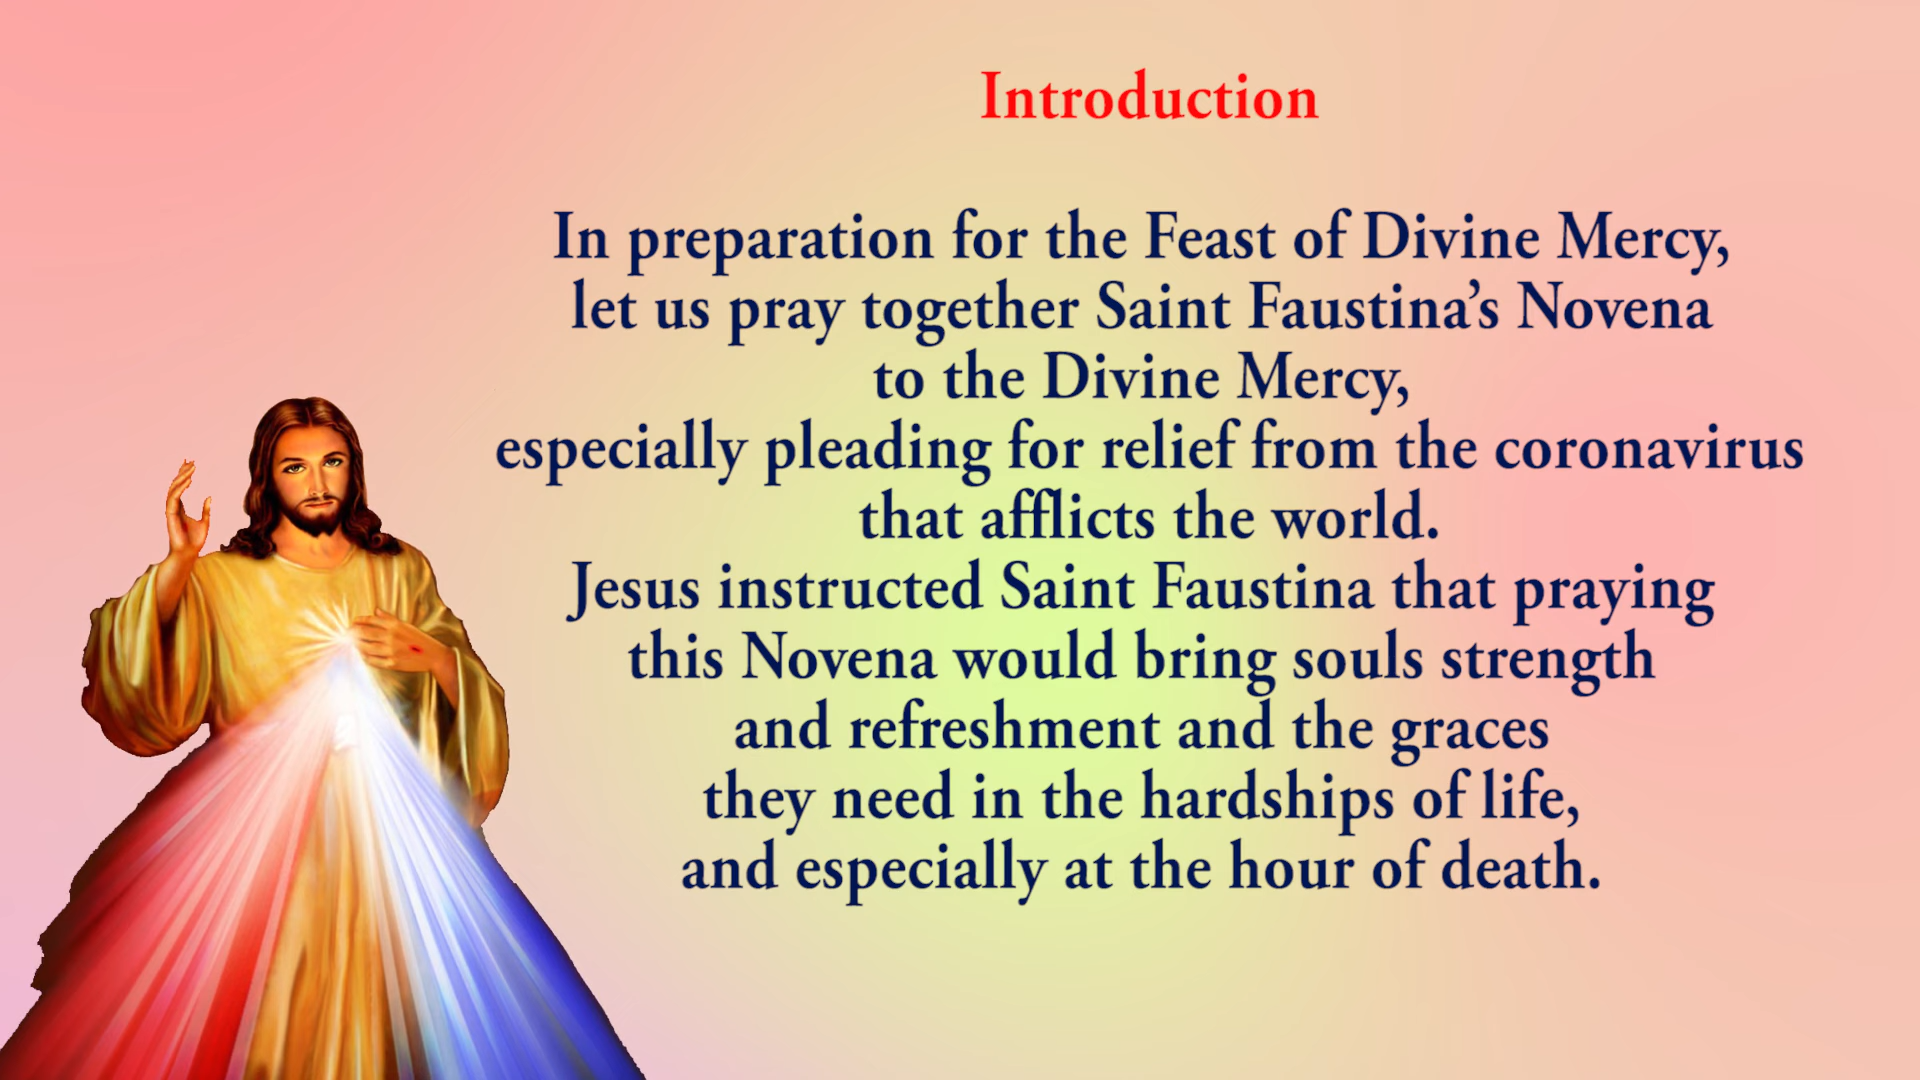 Introduction
In preparation for the Feast of Divine Mercy,
let us pray together Saint Faustina’s Novena
to the Divine Mercy,
especially pleading for relief from the coronavirus
that afflicts the world.
Jesus instructed Saint Faustina that praying
this Novena would bring souls strength
and refreshment and the graces
they need in the hardships of life,
and especially at the hour of death.